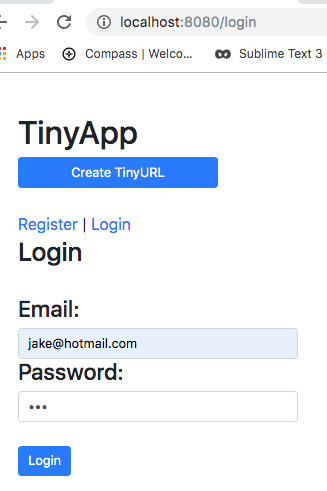 localhost:8080/login
Apps Compass | Welco... Sublime Text 3
TinyApp
Create TinyURL
Register | Login
Login
Email:
jake@hotmail.com
Password:
•••
Login